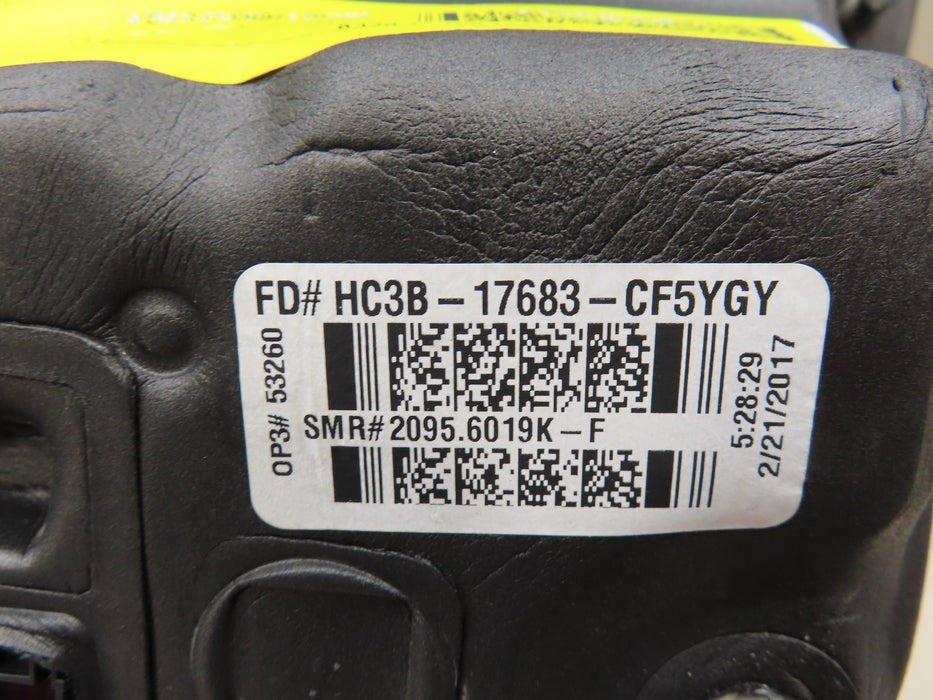 FD# HC3B-17683-CF5YGY
OP3# 53260
SMR# 2095.6019K-F
5:28:29
2/21/2017